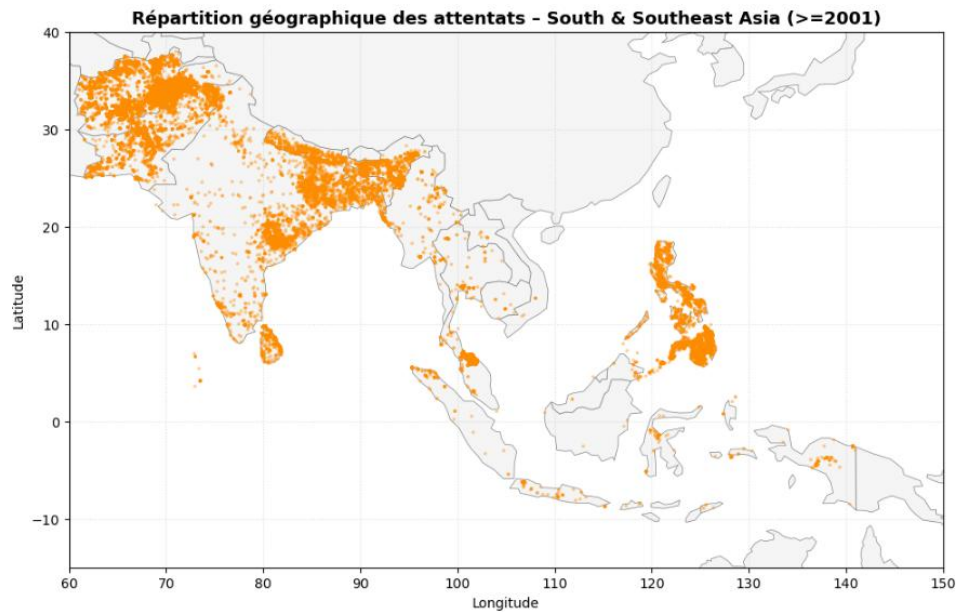 Répartition géographique des attentats – South & Southeast Asia (>=2001)
40
30
20
10
0
−10
Latitude
60 70 80 90 100 110 120 130 140 150
Longitude